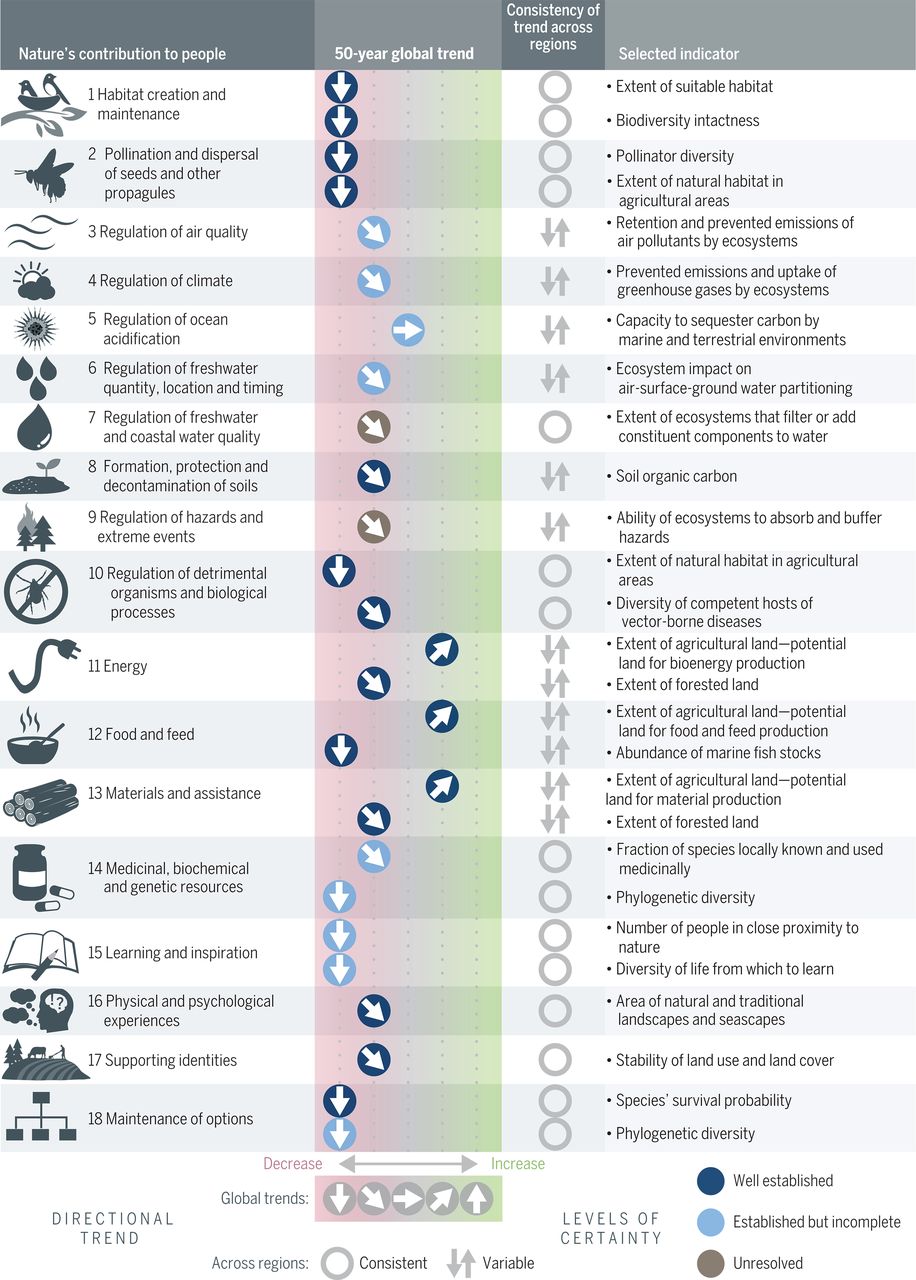 Nature's contribution to people
50-year global trend
Consistency of
trend across
regions
Selected indicator
1 Habitat creation and
maintenance
• Extent of suitable habitat
• Biodiversity intactness
2 Pollination and dispersal
of seeds and other
propagules
• Pollinator diversity
• Extent of natural habitat in
agricultural areas
3 Regulation of air quality
• Retention and prevented emissions of
air pollutants by ecosystems
4 Regulation of climate
• Prevented emissions and uptake of
greenhouse gases by ecosystems
5 Regulation of ocean
acidification
• Capacity to sequester carbon by
marine and terrestrial environments
6 Regulation of freshwater
quantity, location and timing
• Ecosystem impact on
air-surface-ground water partitioning
7 Regulation of freshwater
and coastal water quality
• Extent of ecosystems that filter or add
constituent components to water
8 Formation, protection and
decontamination of soils
• Soil organic carbon
9 Regulation of hazards and
extreme events
• Ability of ecosystems to absorb and buffer
hazards
10 Regulation of detrimental
organisms and biological
processes
• Extent of natural habitat in agricultural
areas
• Diversity of competent hosts of
vector-borne diseases
11 Energy
• Extent of agricultural land—potential
land for bioenergy production
• Extent of forested land
12 Food and feed
• Extent of agricultural land—potential
land for food and feed production
• Abundance of marine fish stocks
13 Materials and assistance
• Extent of agricultural land—potential
land for material production
• Extent of forested land
14 Medicinal, biochemical
and genetic resources
• Fraction of species locally known and used
medicinally
• Phylogenetic diversity
15 Learning and inspiration
• Number of people in close proximity to
nature
• Diversity of life from which to learn
16 Physical and psychological
experiences
• Area of natural and traditional
landscapes and seascapes
17 Supporting identities
• Stability of land use and land cover
18 Maintenance of options
• Species' survival probability
• Phylogenetic diversity
Decrease
Increase
Global trends:
DIRECTIONAL
TREND
Across regions:
Consistent
Variable
LEVELS OF
CERTAINTY
Well established
Established but incomplete
Unresolved